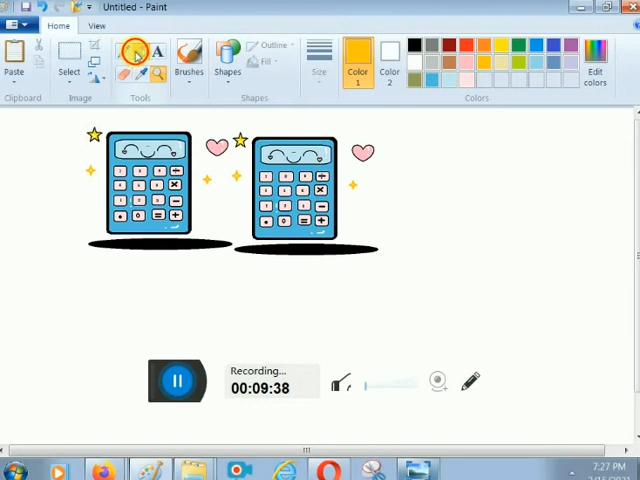 Untitled - Paint
Home
View
Paste
Select
A
Brushes
Shapes
Outline
Fill
Size
Color
1
Color
2
Edit
colors
Clipboard
Image
Tools
Shapes
Colors
Recording...
00:09:38
7:27 PM